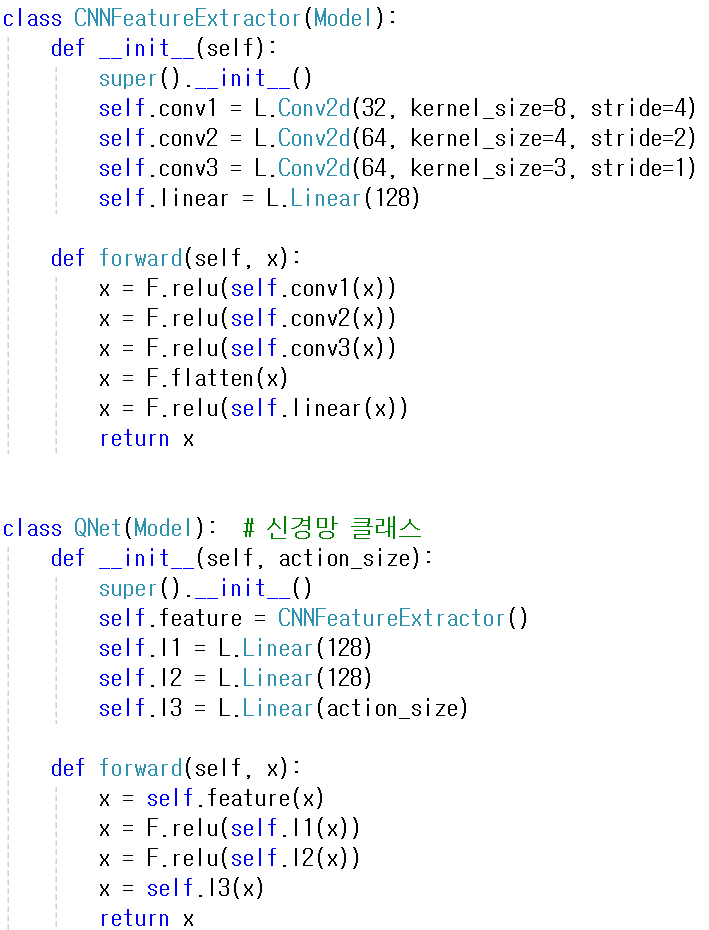 class CNNFeatureExtractor(Model):
    def __init__(self):
        super().__init__()
        self.conv1 = L.Conv2d(32, kernel_size=8, stride=4)
        self.conv2 = L.Conv2d(64, kernel_size=4, stride=2)
        self.conv3 = L.Conv2d(64, kernel_size=3, stride=1)
        self.linear = L.Linear(128)

    def forward(self, x):
        x = F.relu(self.conv1(x))
        x = F.relu(self.conv2(x))
        x = F.relu(self.conv3(x))
        x = F.flatten(x)
        x = F.relu(self.linear(x))
        return x


class QNet(Model):  # 신경망 클래스
    def __init__(self, action_size):
        super().__init__()
        self.feature = CNNFeatureExtractor()
        self.l1 = L.Linear(128)
        self.l2 = L.Linear(128)
        self.l3 = L.Linear(action_size)

    def forward(self, x):
        x = self.feature(x)
        x = F.relu(self.l1(x))
        x = F.relu(self.l2(x))
        x = self.l3(x)
        return x